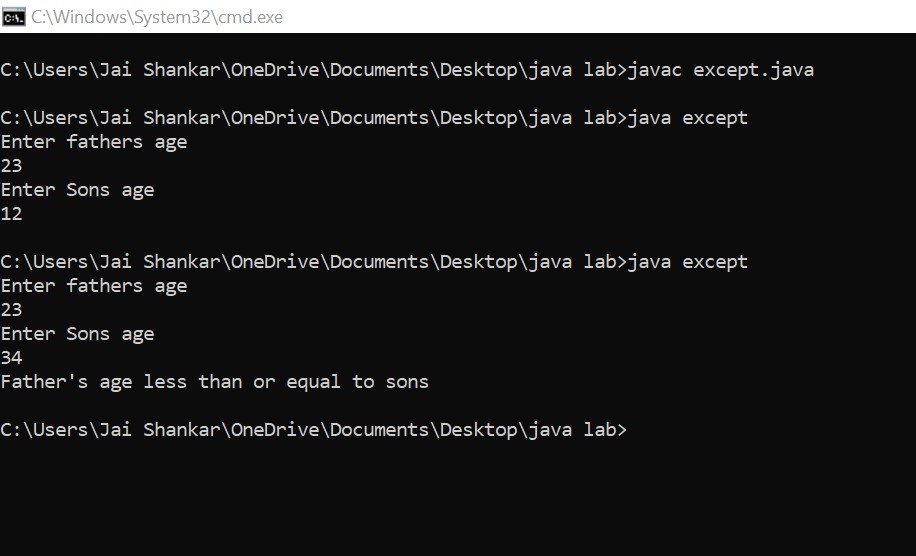 C:\Windows\System32\cmd.exe
C:\Users\Jai Shankar\OneDrive\Documents\Desktop\java lab>javac except.java
C:\Users\Jai Shankar\OneDrive\Documents\Desktop\java lab>java except
Enter fathers age
23
Enter Sons age
12
C:\Users\Jai Shankar\OneDrive\Documents\Desktop\java lab>java except
Enter fathers age
23
Enter Sons age
34
Father's age less than or equal to sons
C:\Users\Jai Shankar\OneDrive\Documents\Desktop\java lab>